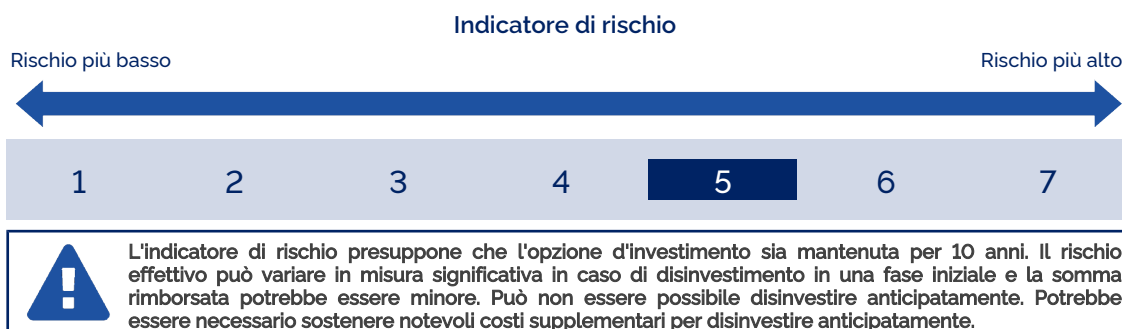 Indicatore di rischio
Rischio più basso
Rischio più alto
1 2 3 4 5 6 7
L'indicatore di rischio presuppone che l'opzione d'investimento sia mantenuta per 10 anni. Il rischio
effettivo può variare in misura significativa in caso di disinvestimento in una fase iniziale e la somma
rimborsata potrebbe essere minore. Può non essere possibile disinvestire anticipatamente. Potrebbe
essere necessario sostenere notevoli costi supplementari per disinvestire anticipatamente.